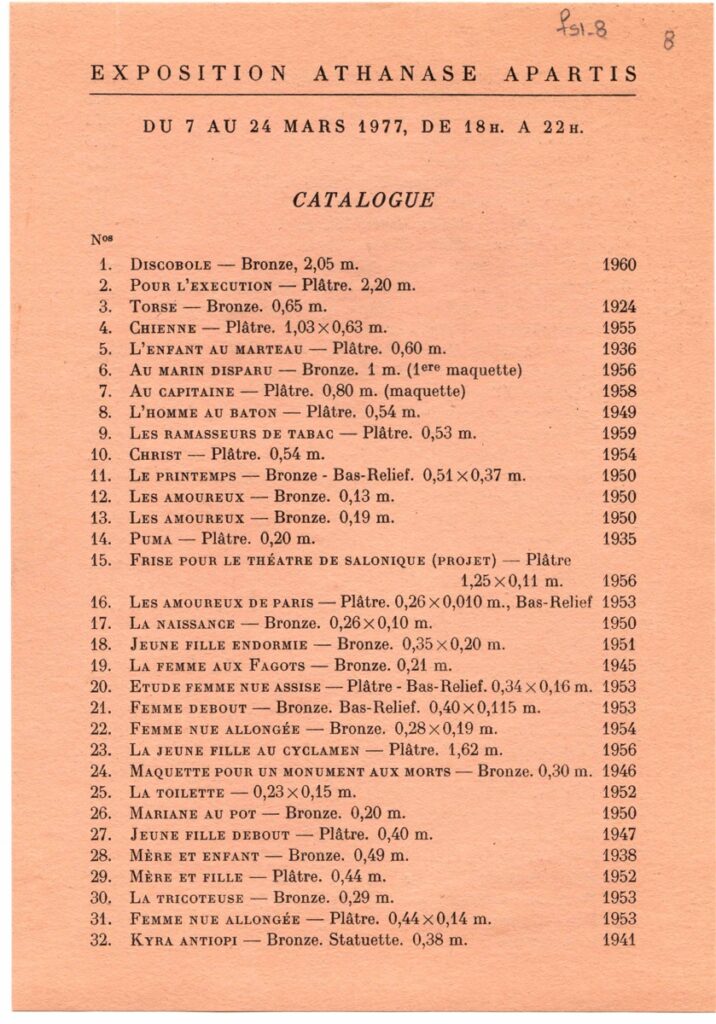 fs1-8
8
EXPOSITION ATHANASE APARTIS
DU 7 AU 24 MARS 1977, DE 18H. A 22H.
CATALOGUE
Nos
1. DISCOBOLE — Bronze, 2,05 m. 1960
2. POUR L'EXECUTION — Plâtre. 2,20 m.
3. TORSE — Bronze. 0,65 m. 1924
4. CHIENNE — Plâtre. 1,03×0,63 m. 1955
5. L'ENFANT AU MARTEAU — Plâtre. 0,60 m. 1936
6. AU MARIN DISPARU — Bronze. 1 m. (1ere maquette) 1956
7. AU CAPITAINE — Plâtre. 0,80 m. (maquette) 1958
8. L'HOMME AU BATON — Plâtre. 0,54 m. 1949
9. LES RAMASSEURS DE TABAC — Plâtre. 0,53 m. 1959
10. CHRIST — Plâtre. 0,54 m. 1954
11. LE PRINTEMPS — Bronze - Bas-Relief. 0,51×0,37 m. 1950
12. LES AMOUREUX — Bronze. 0,13 m. 1950
13. LES AMOUREUX — Bronze. 0,19 m. 1950
14. PUMA — Plâtre. 0,20 m. 1935
15. FRISE POUR LE THÉATRE DE SALONIQUE (PROJET) — Plâtre
1,25×0,11 m. 1956
16. LES AMOUREUX DE PARIS — Plâtre. 0,26×0,010 m., Bas-Relief 1953
17. LA NAISSANCE — Bronze. 0,26×0,10 m. 1950
18. JEUNE FILLE ENDORMIE — Bronze. 0,35×0,20 m. 1951
19. LA FEMME AUX FAGOTS — Bronze. 0,21 m. 1945
20. ETUDE FEMME NUE ASSISE — Plâtre - Bas-Relief. 0,34×0,16 m. 1953
21. FEMME DEBOUT — Bronze. Bas-Relief. 0,40×0,115 m. 1953
22. FEMME NUE ALLONGÉE — Bronze. 0,28×0,19 m. 1954
23. LA JEUNE FILLE AU CYCLAMEN — Plâtre. 1,62 m. 1956
24. MAQUETTE POUR UN MONUMENT AUX MORTS — Bronze. 0,30 m. 1946
25. LA TOILETTE — 0,23×0,15 m. 1952
26. MARIANE AU POT — Bronze. 0,20 m. 1950
27. JEUNE FILLE DEBOUT — Plâtre. 0,40 m. 1947
28. MÈRE ET ENFANT — Bronze. 0,49 m. 1938
29. MÈRE ET FILLE — Plâtre. 0,44 m. 1952
30. LA TRICOTEUSE — Bronze. 0,29 m. 1953
31. FEMME NUE ALLONGÉE — Plâtre. 0,44×0,14 m. 1953
32. KYRA ANTIOPI — Bronze. Statuette. 0,38 m. 1941